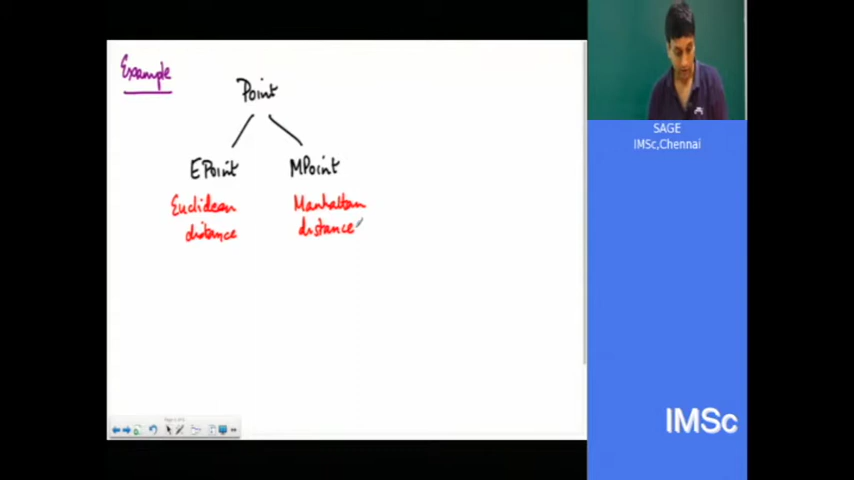 Example
Point
EPoint
MPoint
Euclidean
distance
Manhattan
distance
SAGE
IMSc,Chennai
IMSc